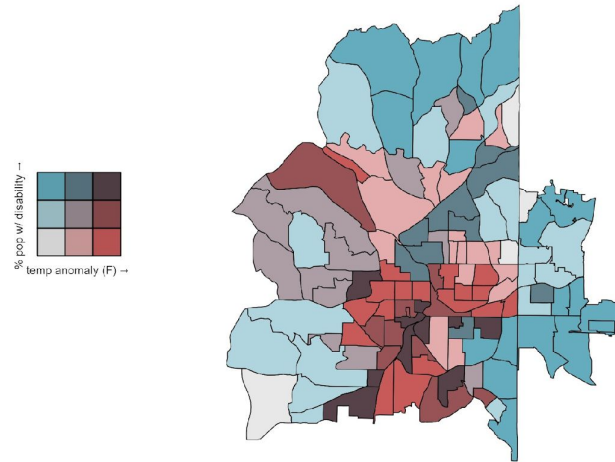 % pop w/ disability →
temp anomaly (F) →